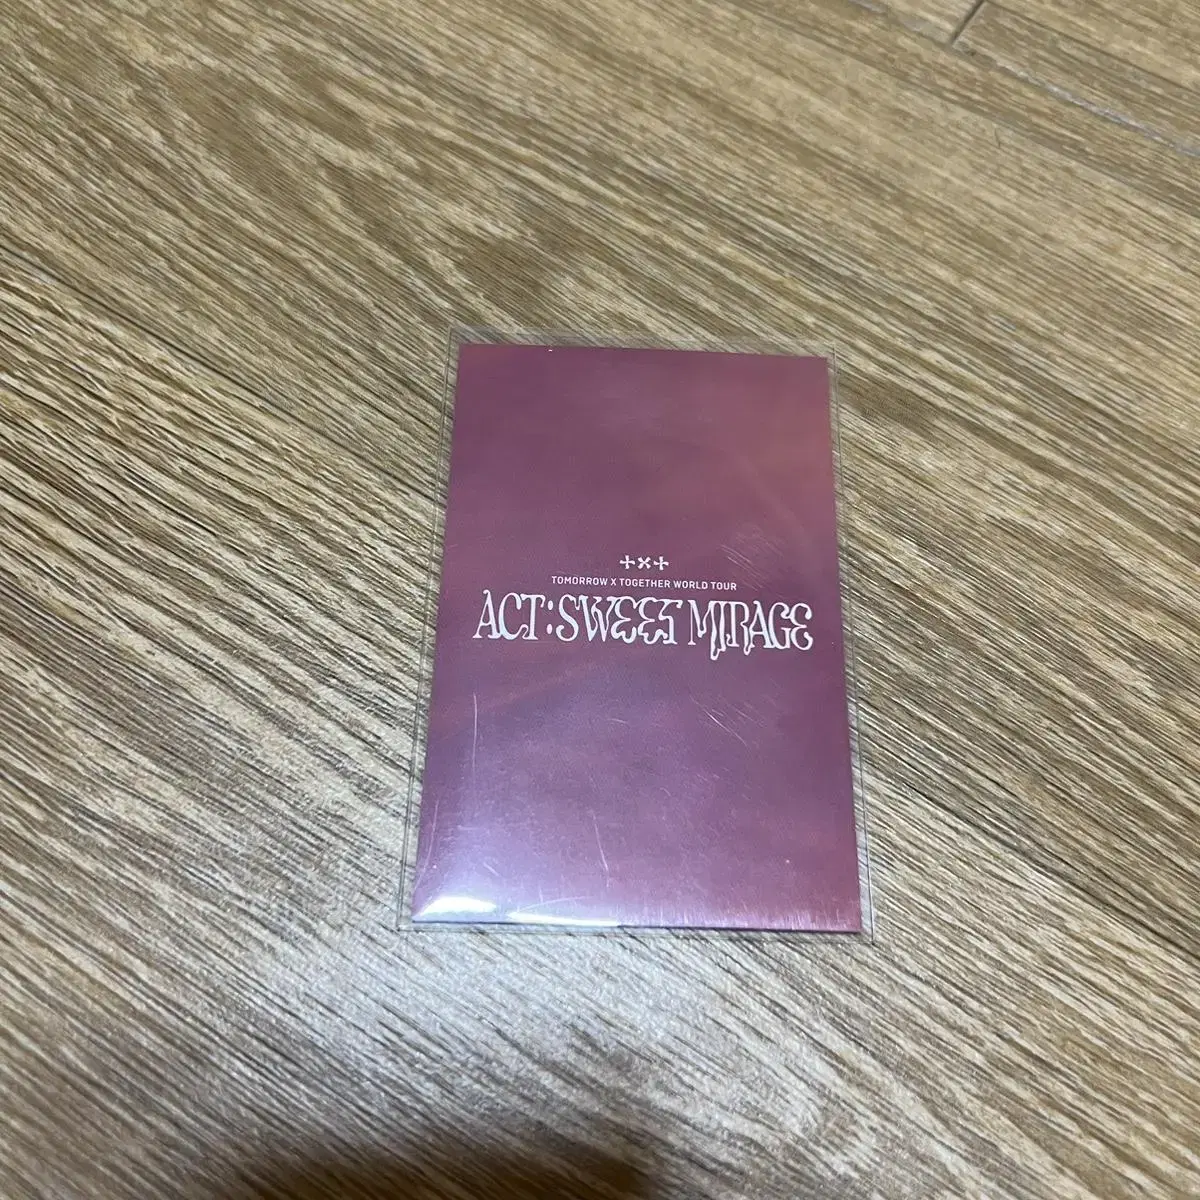 +×+
TOMORROW X TOGETHER WORLD TOUR
ACT:SWEET MIRAGE